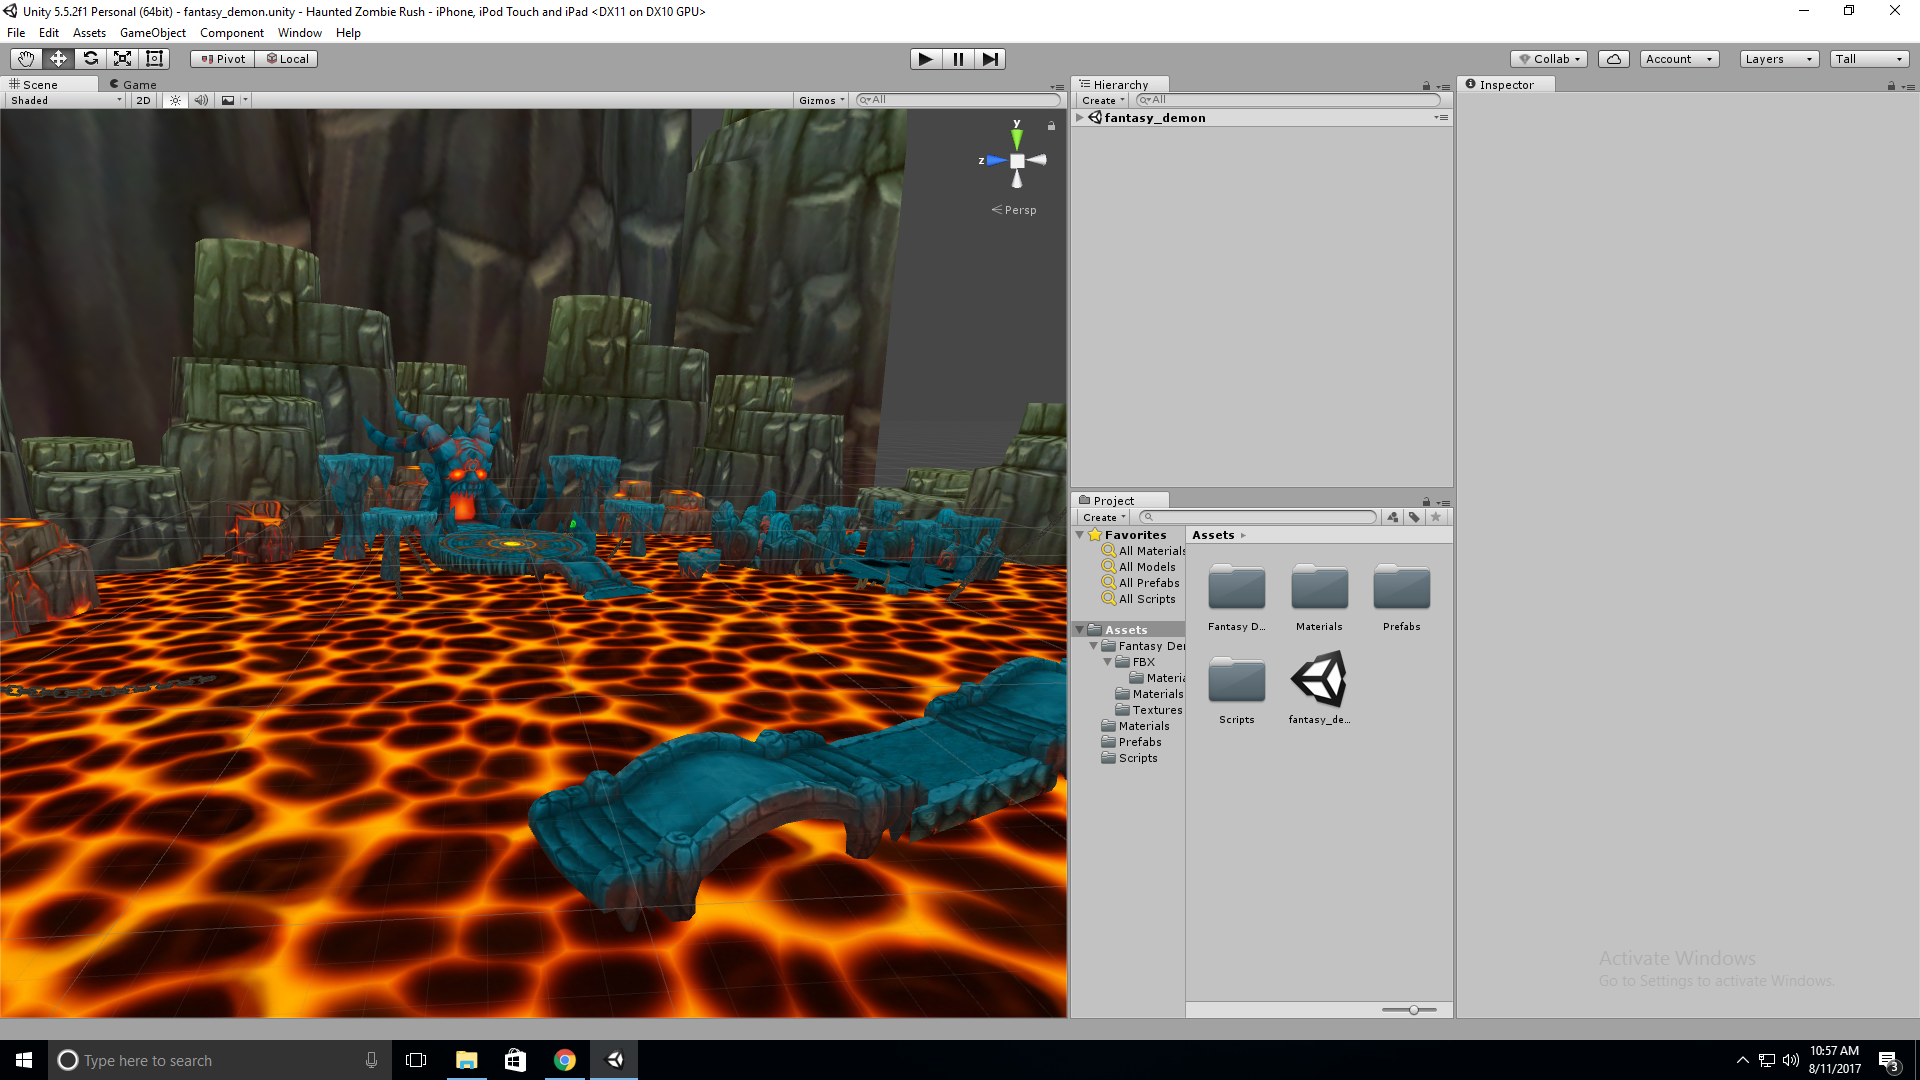 Unity 5.5.2f1 Personal (64bit) - fantasy_demon.unity - Haunted Zombie Rush - iPhone, iPod Touch and iPad <DX11 on DX10 GPU>
File Edit Assets GameObject Component Window Help
Pivot Local Collab Account Layers Tall
Scene Game Hierarchy Inspector
Shaded 2D Gizmos All Create All
fantasy_demon
y
z
Persp
Project
Create
Favorites
All Materials
All Models
All Prefabs
All Scripts
Assets
Fantasy Der
FBX
Materia
Materials
Textures
Materials
Prefabs
Scripts
Assets
Fantasy D... Materials Prefabs
Scripts fantasy_de...
Activate Windows
Go to Settings to activate Windows.
Type here to search
10:57 AM
8/11/2017
3